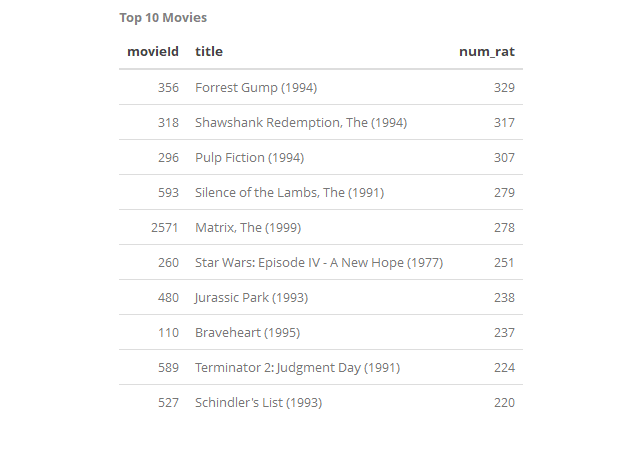 Top 10 Movies
movieId title num_rat
356 Forrest Gump (1994) 329
318 Shawshank Redemption, The (1994) 317
296 Pulp Fiction (1994) 307
593 Silence of the Lambs, The (1991) 279
2571 Matrix, The (1999) 278
260 Star Wars: Episode IV - A New Hope (1977) 251
480 Jurassic Park (1993) 238
110 Braveheart (1995) 237
589 Terminator 2: Judgment Day (1991) 224
527 Schindler's List (1993) 220